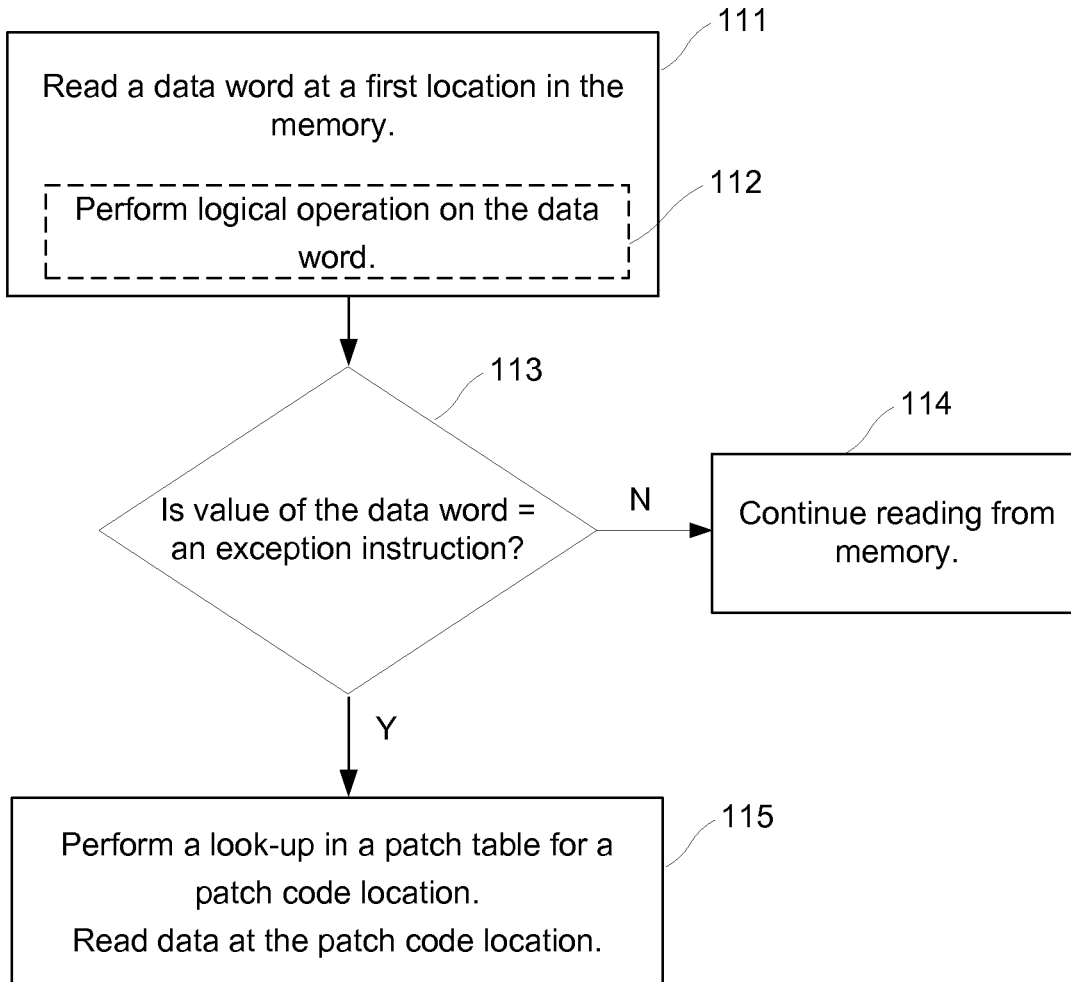 111
Read a data word at a first location in the
memory.
112
Perform logical operation on the data
word.
113
Is value of the data word =
an exception instruction?
N
114
Continue reading from
memory.
Y
115
Perform a look-up in a patch table for a
patch code location.
Read data at the patch code location.